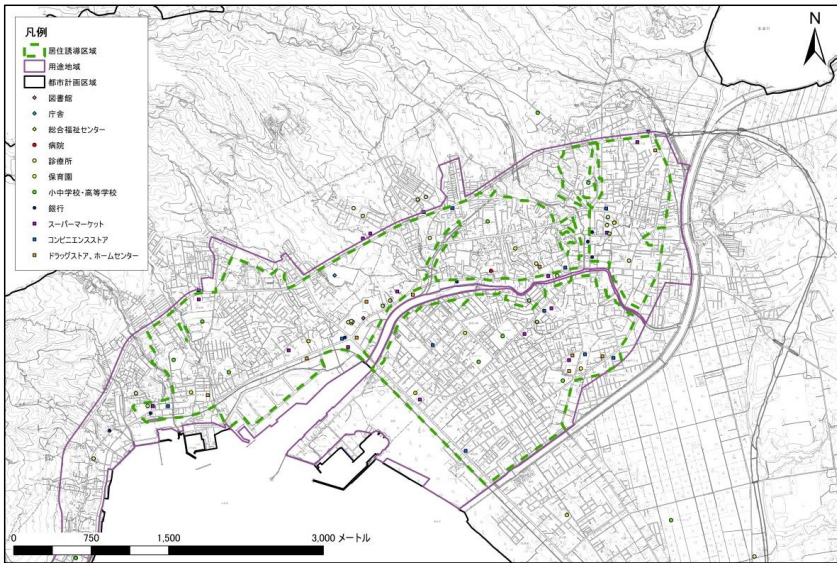 凡例
居住誘導区域
用途地域
都市計画区域
図書館
庁舎
総合福祉センター
病院
診療所
保育園
小中学校・高等学校
銀行
スーパーマーケット
コンビニエンスストア
ドラッグストア、ホームセンター
N
0 750 1,500 3,000 メートル